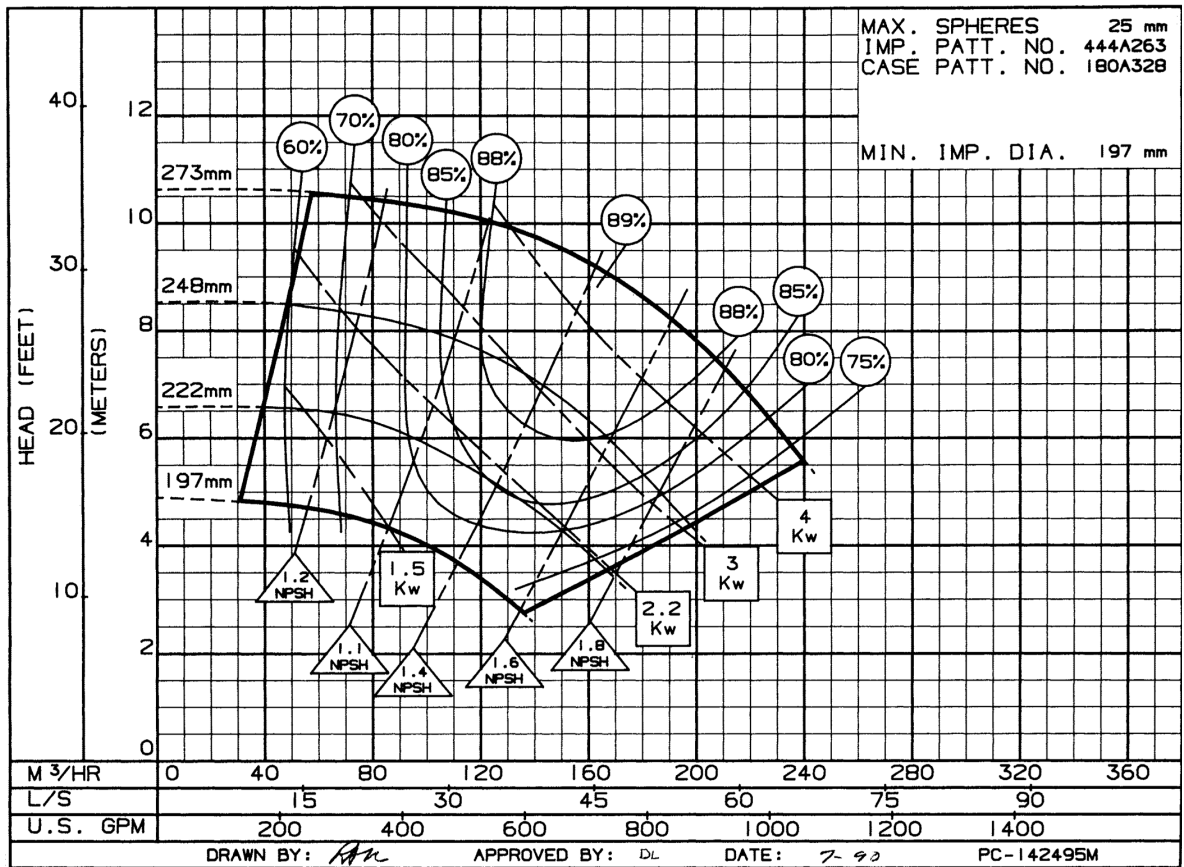 MAX. SPHERES 25 mm
IMP. PATT. NO. 444A263
CASE PATT. NO. 180A328
MIN. IMP. DIA. 197 mm
HEAD (FEET)
(METERS)
40
30
20
10
12
10
8
6
4
2
0
60%
70%
80%
85%
88%
89%
88%
85%
80%
75%
273mm
248mm
222mm
197mm
1.2
NPSH
1.1
NPSH
1.4
NPSH
1.6
NPSH
1.8
NPSH
1.5
Kw
2.2
Kw
3
Kw
4
Kw
M³/HR 0 40 80 120 160 200 240 280 320 360
L/S 15 30 45 60 75 90
U.S. GPM 200 400 600 800 1000 1200 1400
DRAWN BY: APPROVED BY: DL DATE: 7-90 PC-142495M